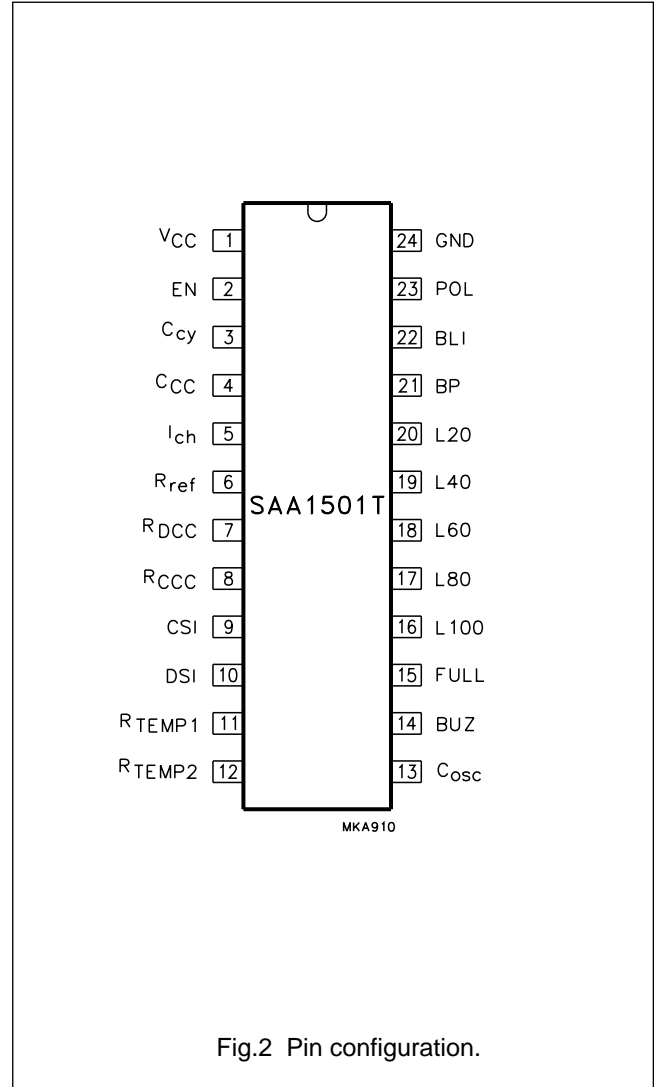 VCC 1 24 GND
EN 2 23 POL
Ccy 3 22 BLI
CCC 4 21 BP
Ich 5 20 L20
Rref 6 19 L40
SAA1501T
RDCC 7 18 L60
RCCC 8 17 L80
CSI 9 16 L100
DSI 10 15 FULL
RTEMP1 11 14 BUZ
RTEMP2 12 13 Cosc
MKA910
Fig.2 Pin configuration.